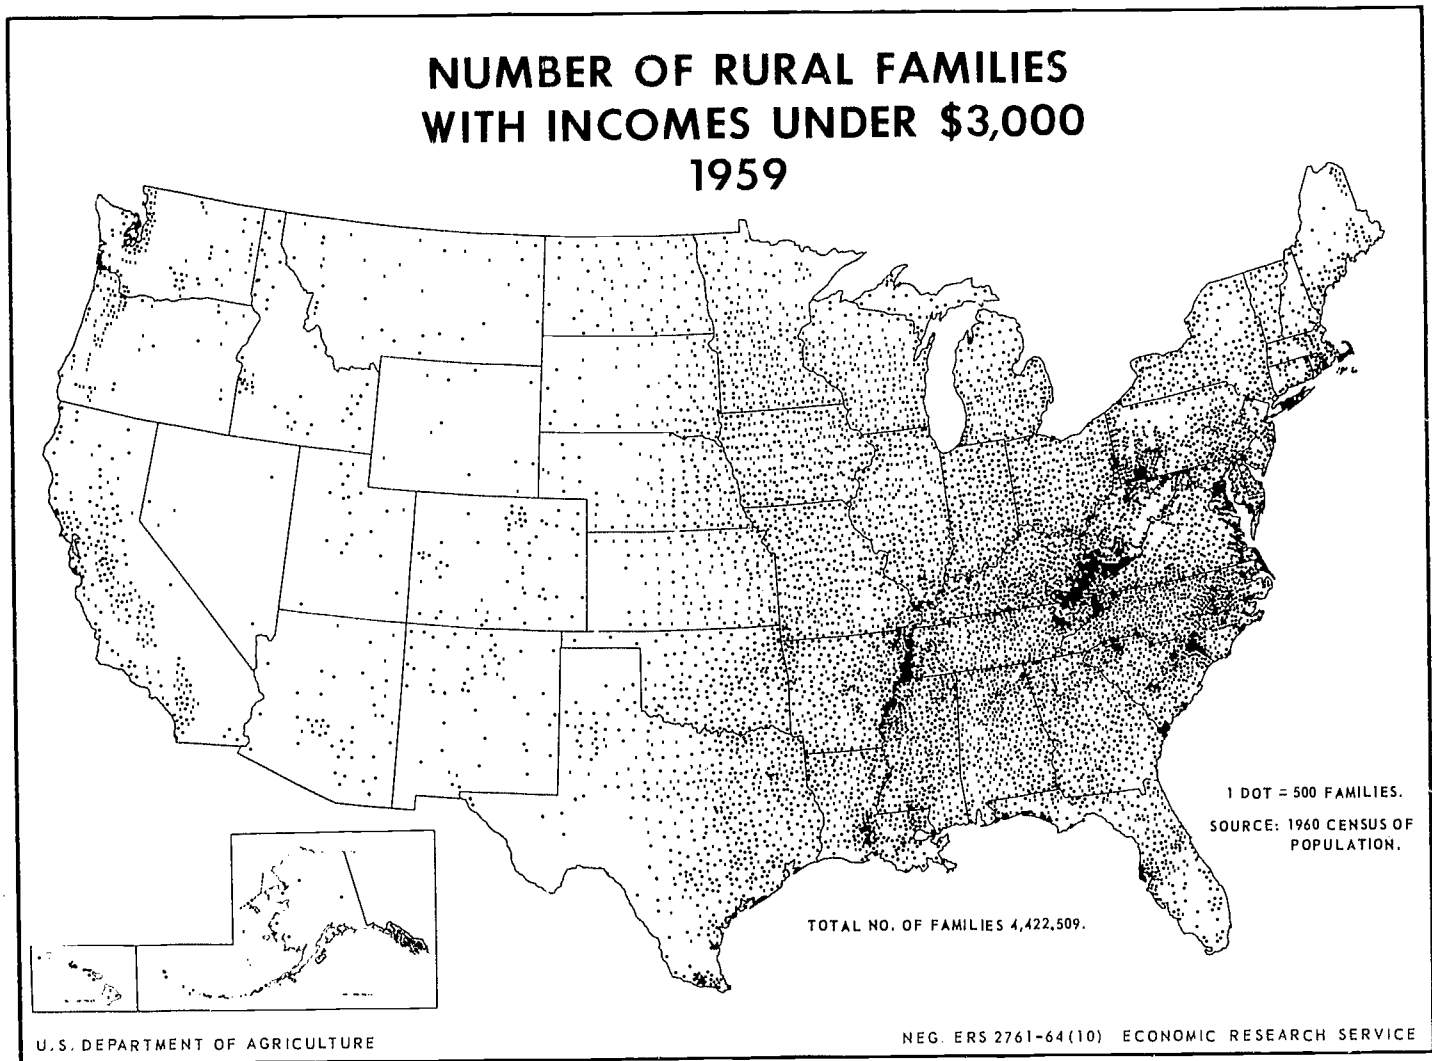 NUMBER OF RURAL FAMILIES
WITH INCOMES UNDER $3,000
1959
1 DOT = 500 FAMILIES.
SOURCE: 1960 CENSUS OF
POPULATION.
TOTAL NO. OF FAMILIES 4,422,509.
U.S. DEPARTMENT OF AGRICULTURE
NEG. ERS 2761-64(10) ECONOMIC RESEARCH SERVICE